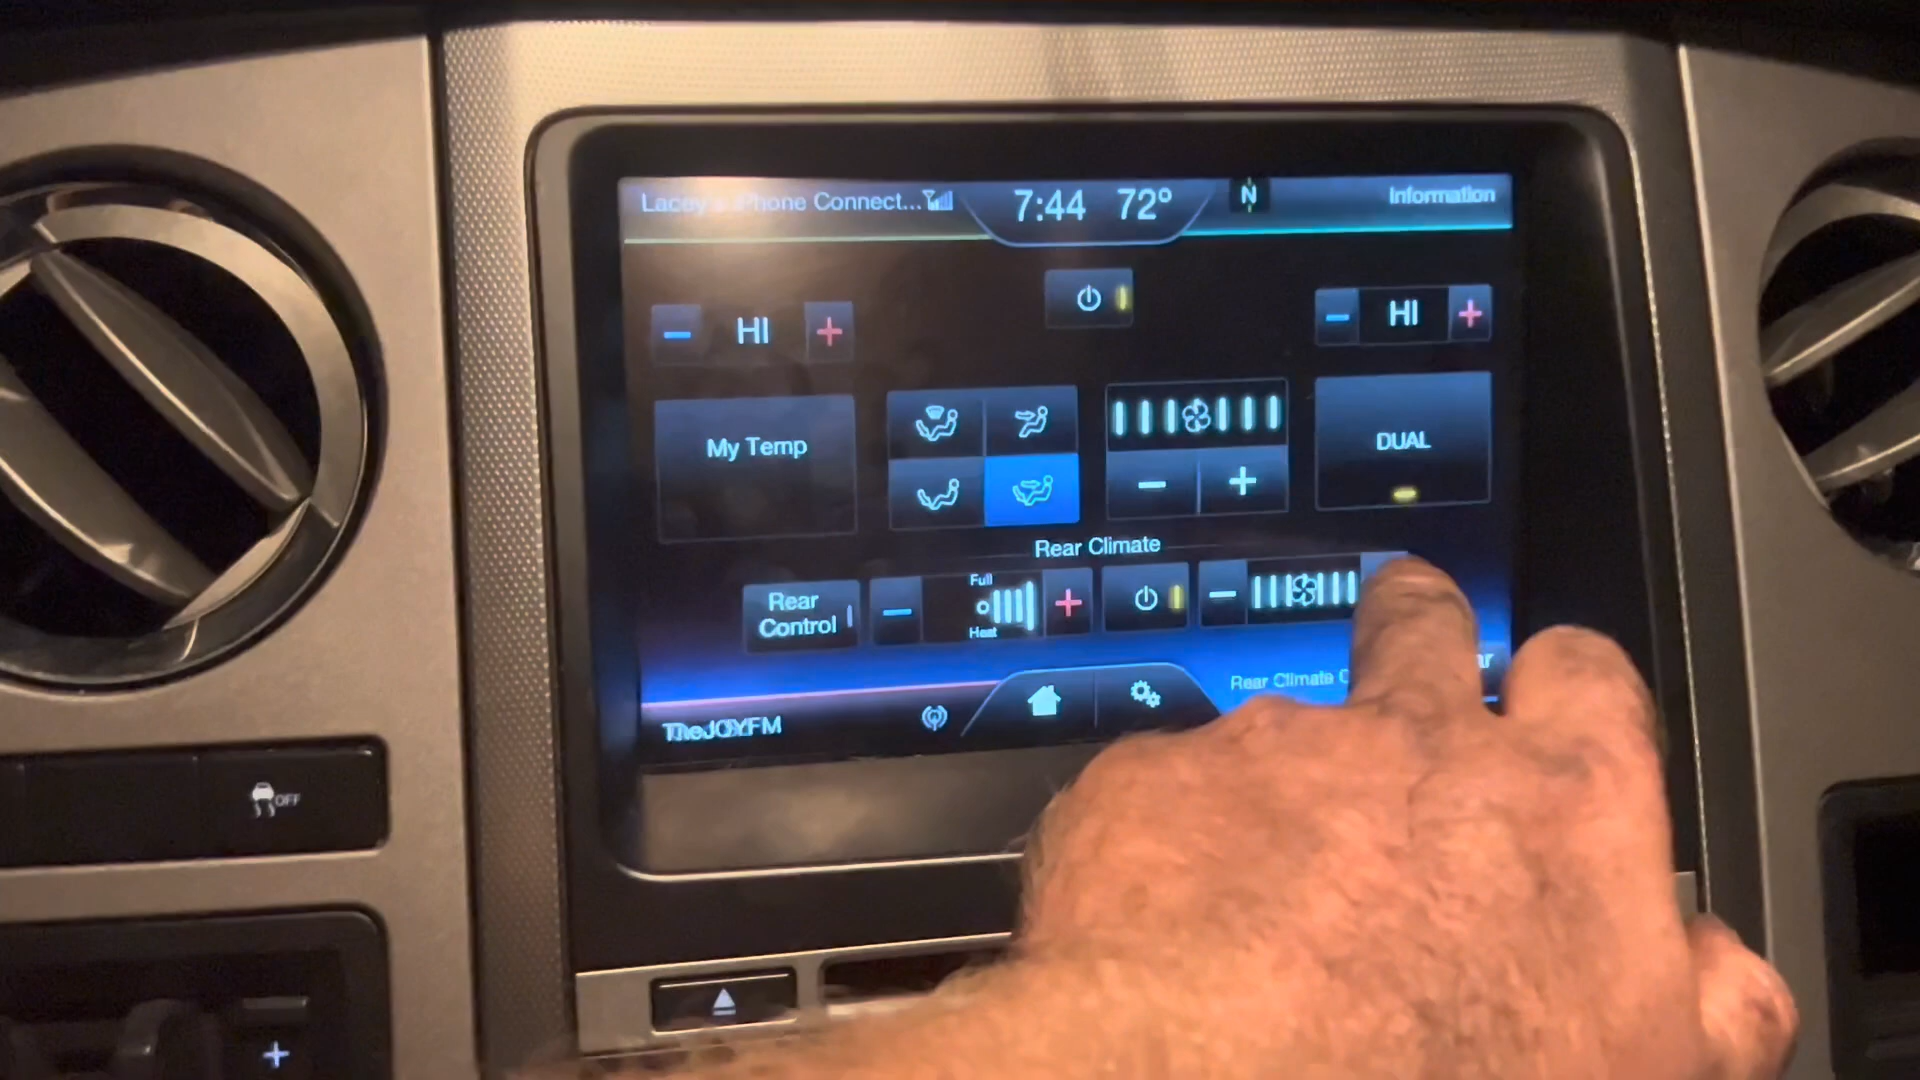 Lacey's iPhone Connect...
7:44 72°
N
Information
HI
HI
My Temp
DUAL
Rear Climate
Rear
Control
Full
Heat
Rear Climate
TheJOYFM
OFF